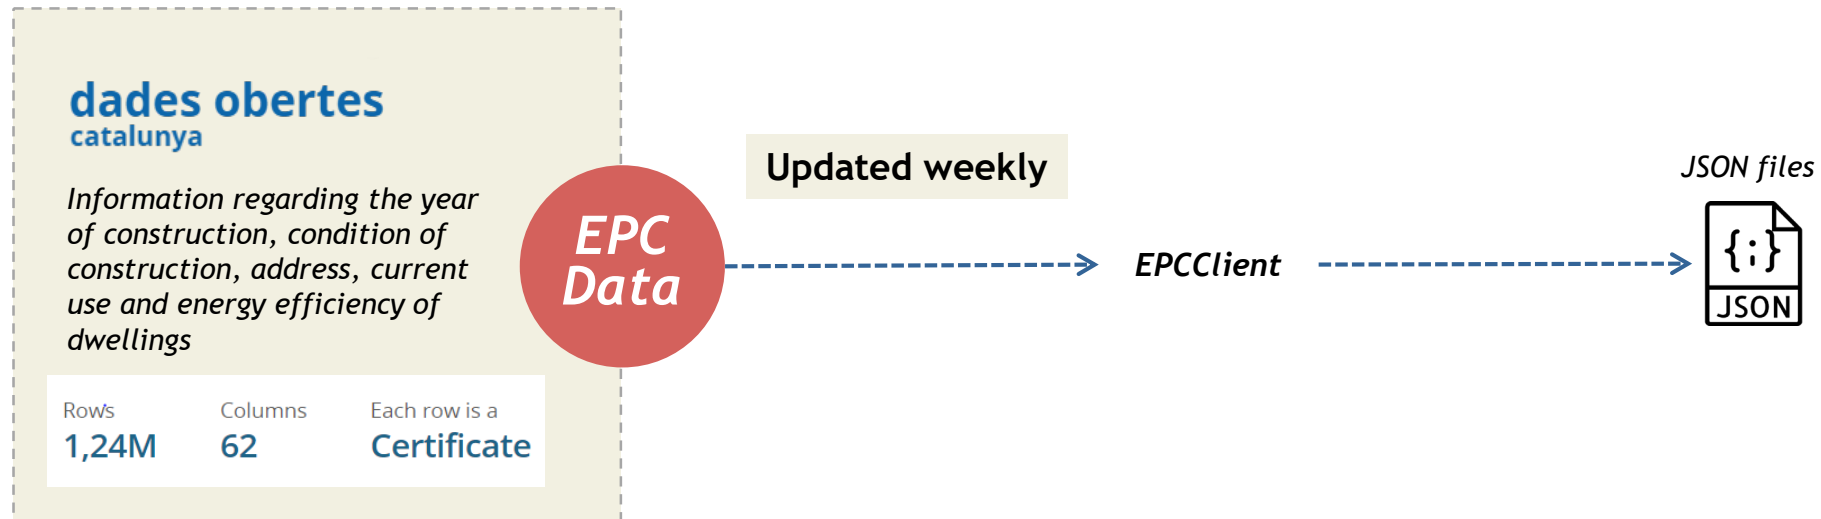 dades obertes
catalunya
Information regarding the year
of construction, condition of
construction, address, current
use and energy efficiency of
dwellings
Rows
1,24M
Columns
62
Each row is a
Certificate
EPC
Data
Updated weekly
EPCClient
JSON files
{;}
JSON